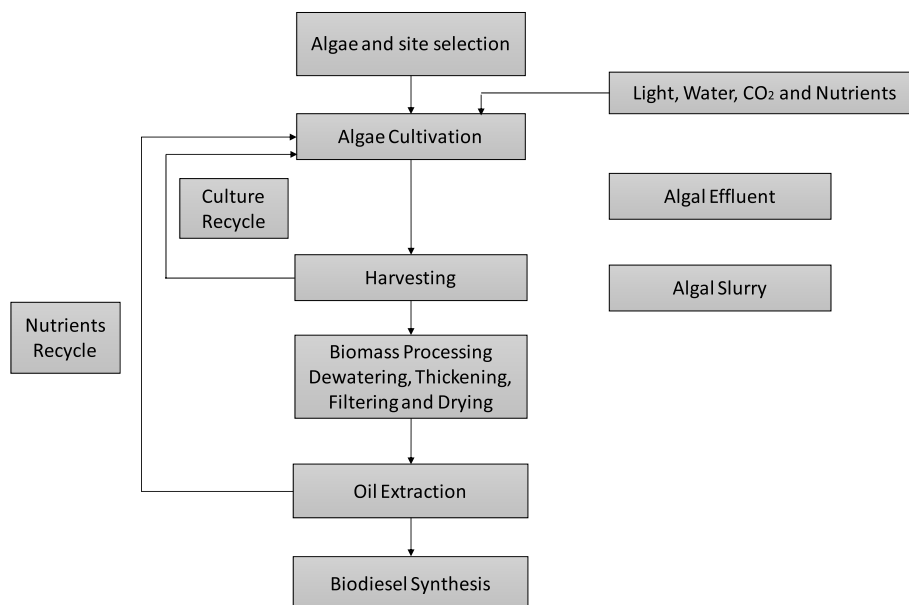 Algae and site selection
Light, Water, CO₂ and Nutrients
Algae Cultivation
Culture
Recycle
Algal Effluent
Harvesting
Algal Slurry
Nutrients
Recycle
Biomass Processing
Dewatering, Thickening,
Filtering and Drying
Oil Extraction
Biodiesel Synthesis